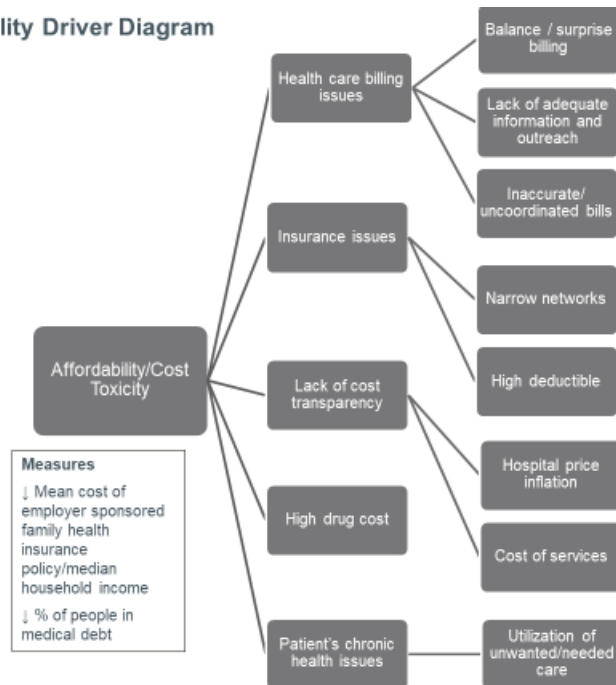 lity Driver Diagram
Balance / surprise
billing
Health care billing
issues
Lack of adequate
information and
outreach
Inaccurate/
uncoordinated bills
Insurance issues
Narrow networks
High deductible
Affordability/Cost
Toxicity
Lack of cost
transparency
Hospital price
inflation
Cost of services
High drug cost
Patient's chronic
health issues
Utilization of
unwanted/needed
care
Measures
↓ Mean cost of
employer sponsored
family health
insurance
policy/median
household income
↓ % of people in
medical debt